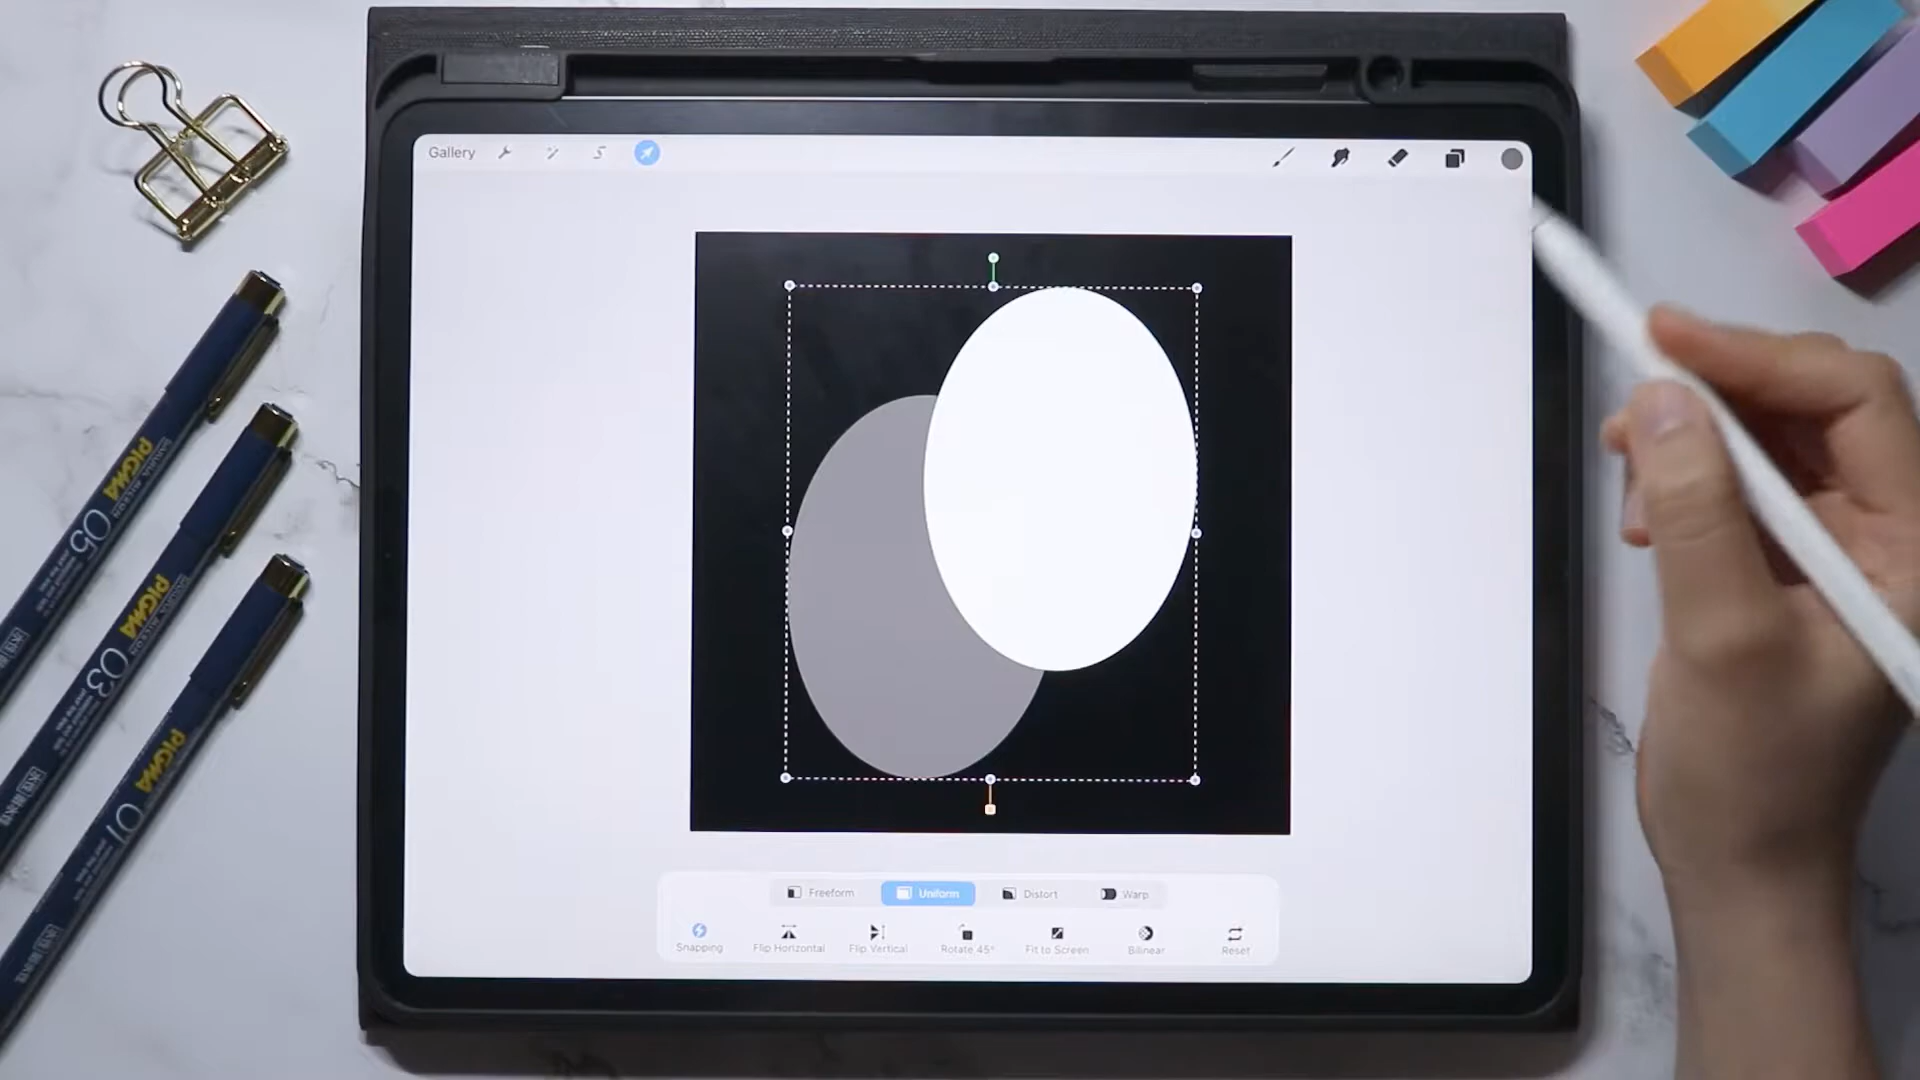 Gallery
Freeform Uniform Distort Warp
Snapping Flip Horizontal Flip Vertical Rotate 45° Fit to Screen Bilinear Reset
PIGMA
05
PIGMA
03
PIGMA
01